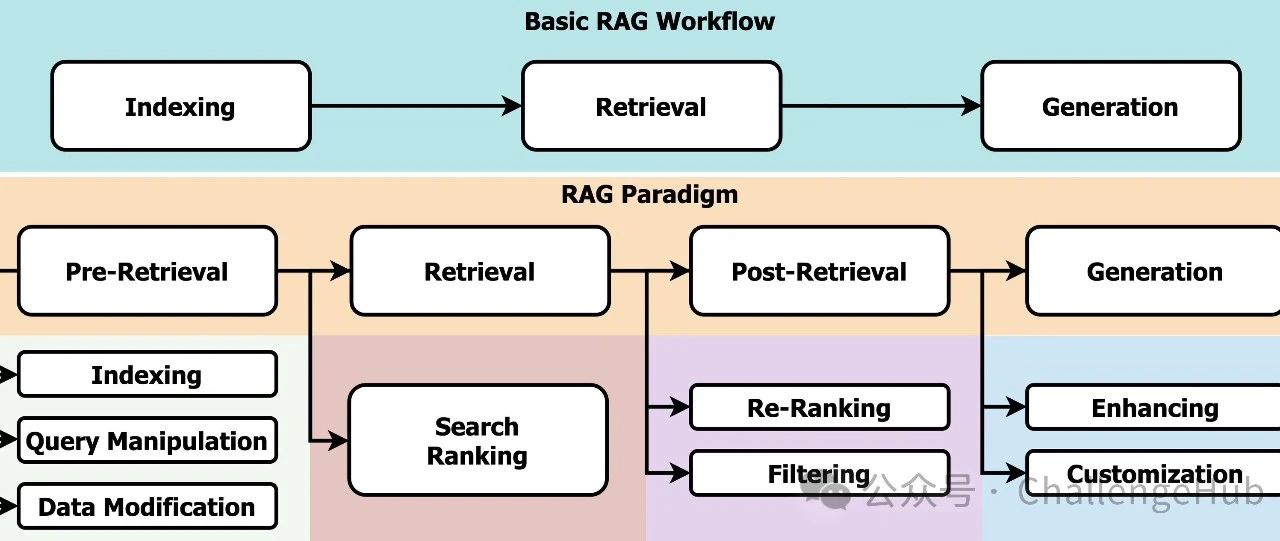 Basic RAG Workflow
Indexing
Retrieval
Generation
RAG Paradigm
Pre-Retrieval
Retrieval
Post-Retrieval
Generation
Indexing
Query Manipulation
Data Modification
Search
Ranking
Re-Ranking
Filtering
Enhancing
Customization
公众号 · ChallengeHub